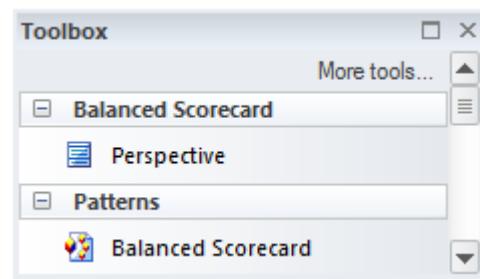 Toolbox
More tools...
Balanced Scorecard
Perspective
Patterns
Balanced Scorecard